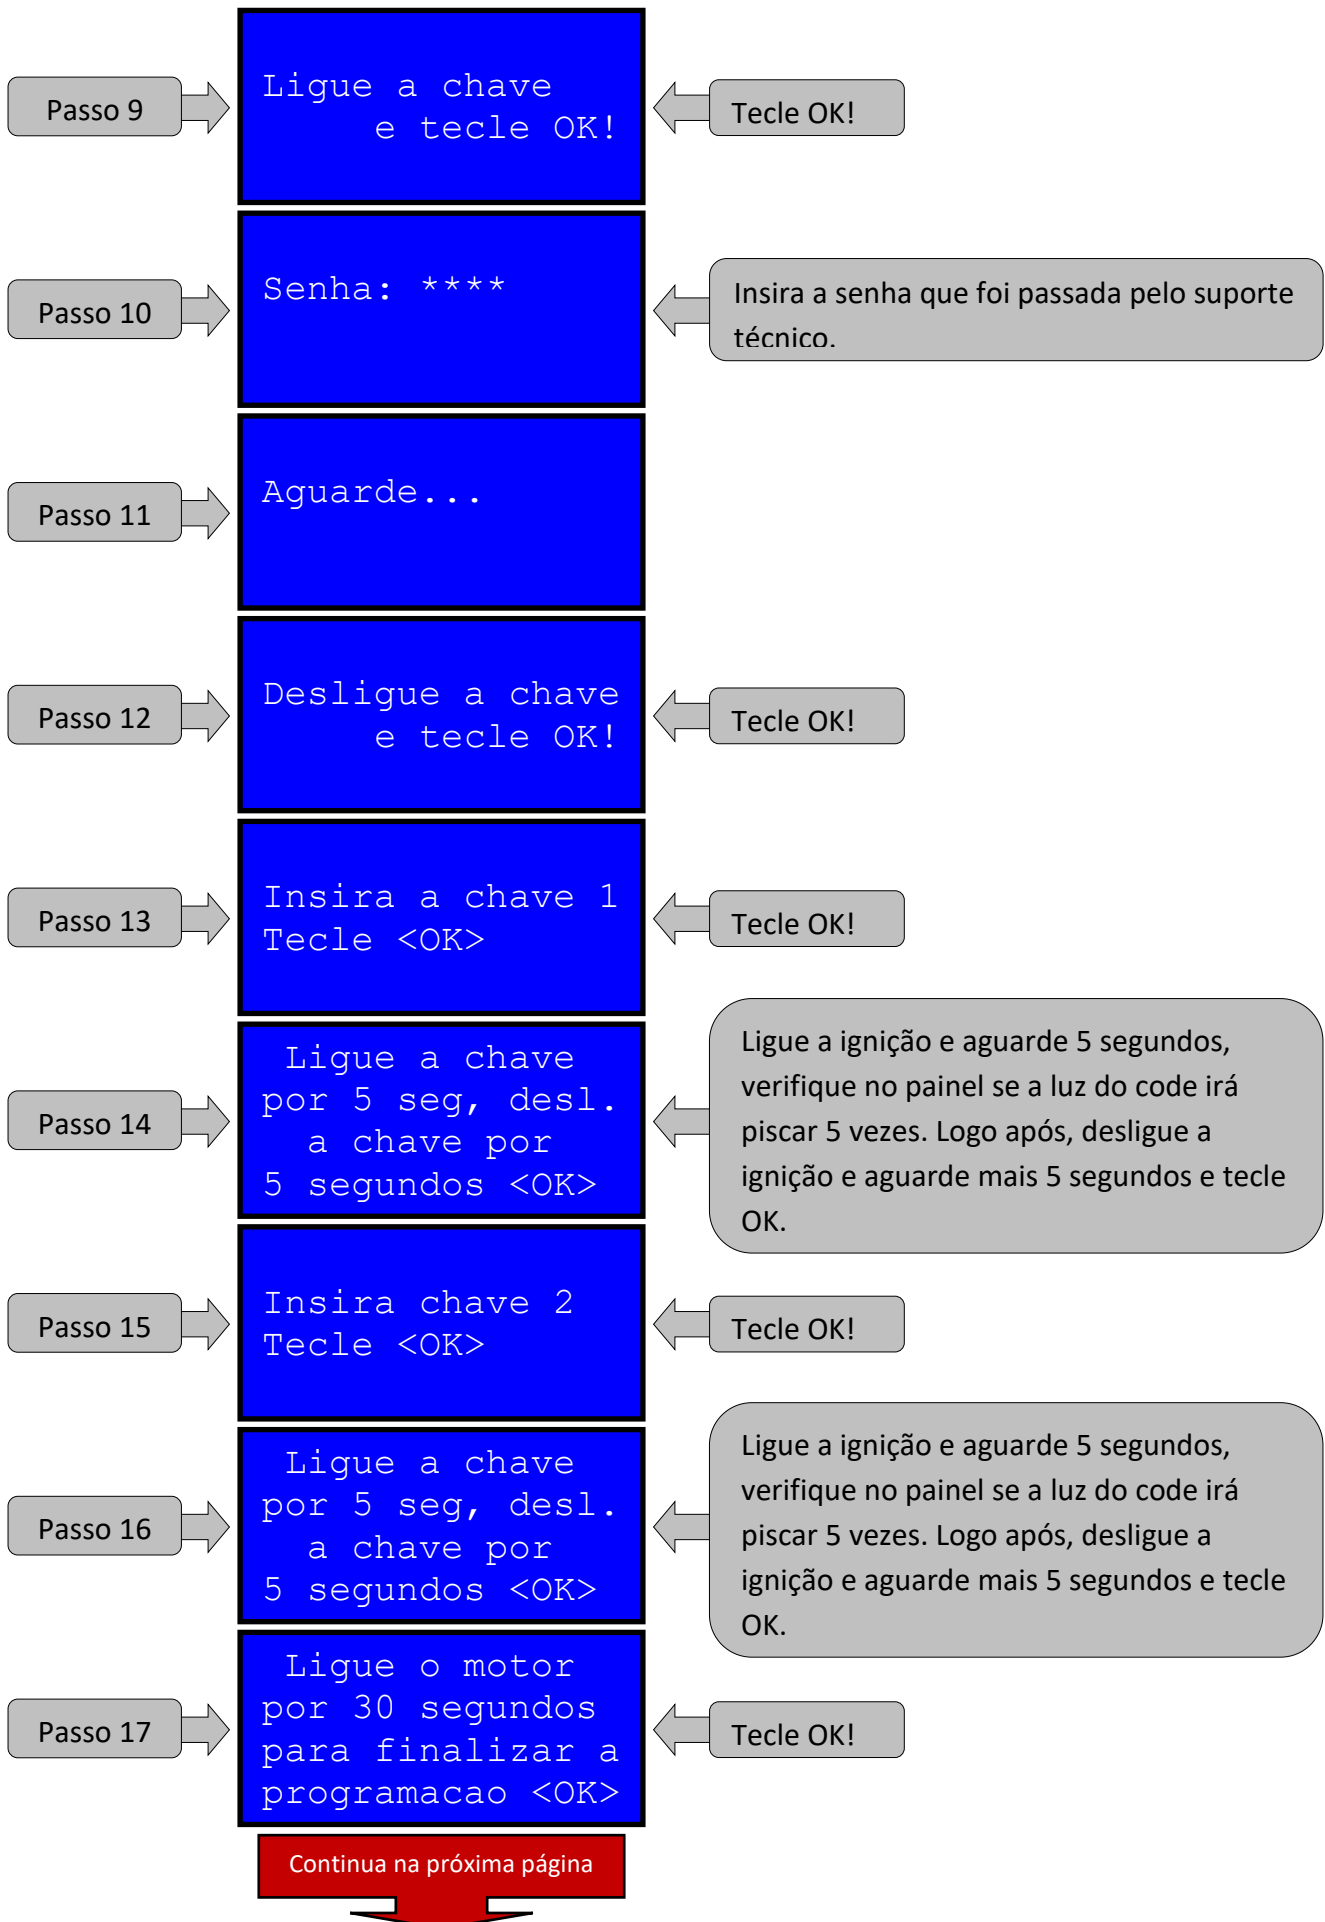 Passo 9
Ligue a chave
e tecle OK!
Tecle OK!
Passo 10
Senha: ****
Insira a senha que foi passada pelo suporte
técnico.
Passo 11
Aguarde...
Passo 12
Desligue a chave
e tecle OK!
Tecle OK!
Passo 13
Insira a chave 1
Tecle <OK>
Tecle OK!
Passo 14
Ligue a chave
por 5 seg, desl.
a chave por
5 segundos <OK>
Ligue a ignição e aguarde 5 segundos,
verifique no painel se a luz do code irá
piscar 5 vezes. Logo após, desligue a
ignição e aguarde mais 5 segundos e tecle
OK.
Passo 15
Insira chave 2
Tecle <OK>
Tecle OK!
Passo 16
Ligue a chave
por 5 seg, desl.
a chave por
5 segundos <OK>
Ligue a ignição e aguarde 5 segundos,
verifique no painel se a luz do code irá
piscar 5 vezes. Logo após, desligue a
ignição e aguarde mais 5 segundos e tecle
OK.
Passo 17
Ligue o motor
por 30 segundos
para finalizar a
programacao <OK>
Tecle OK!
Continua na próxima página